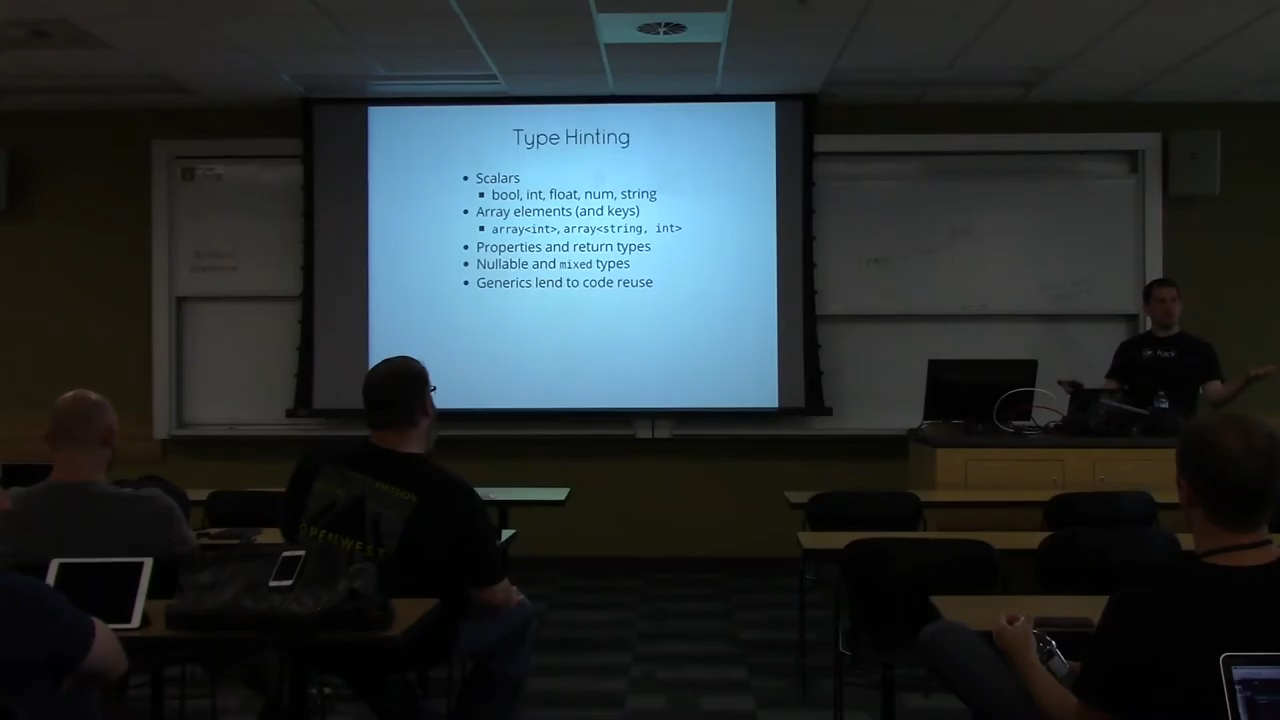 Type Hinting
• Scalars
▪ bool, int, float, num, string
• Array elements (and keys)
▪ array<int>, array<string, int>
• Properties and return types
• Nullable and mixed types
• Generics lend to code reuse
OPENWEST